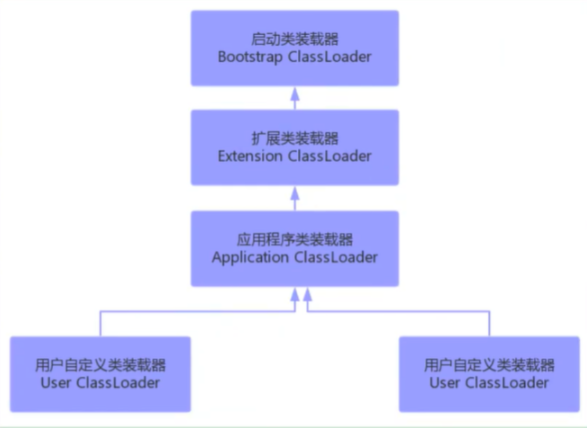 启动类装载器
Bootstrap ClassLoader
扩展类装载器
Extension ClassLoader
应用程序类装载器
Application ClassLoader
用户自定义类装载器
User ClassLoader
用户自定义类装载器
User ClassLoader